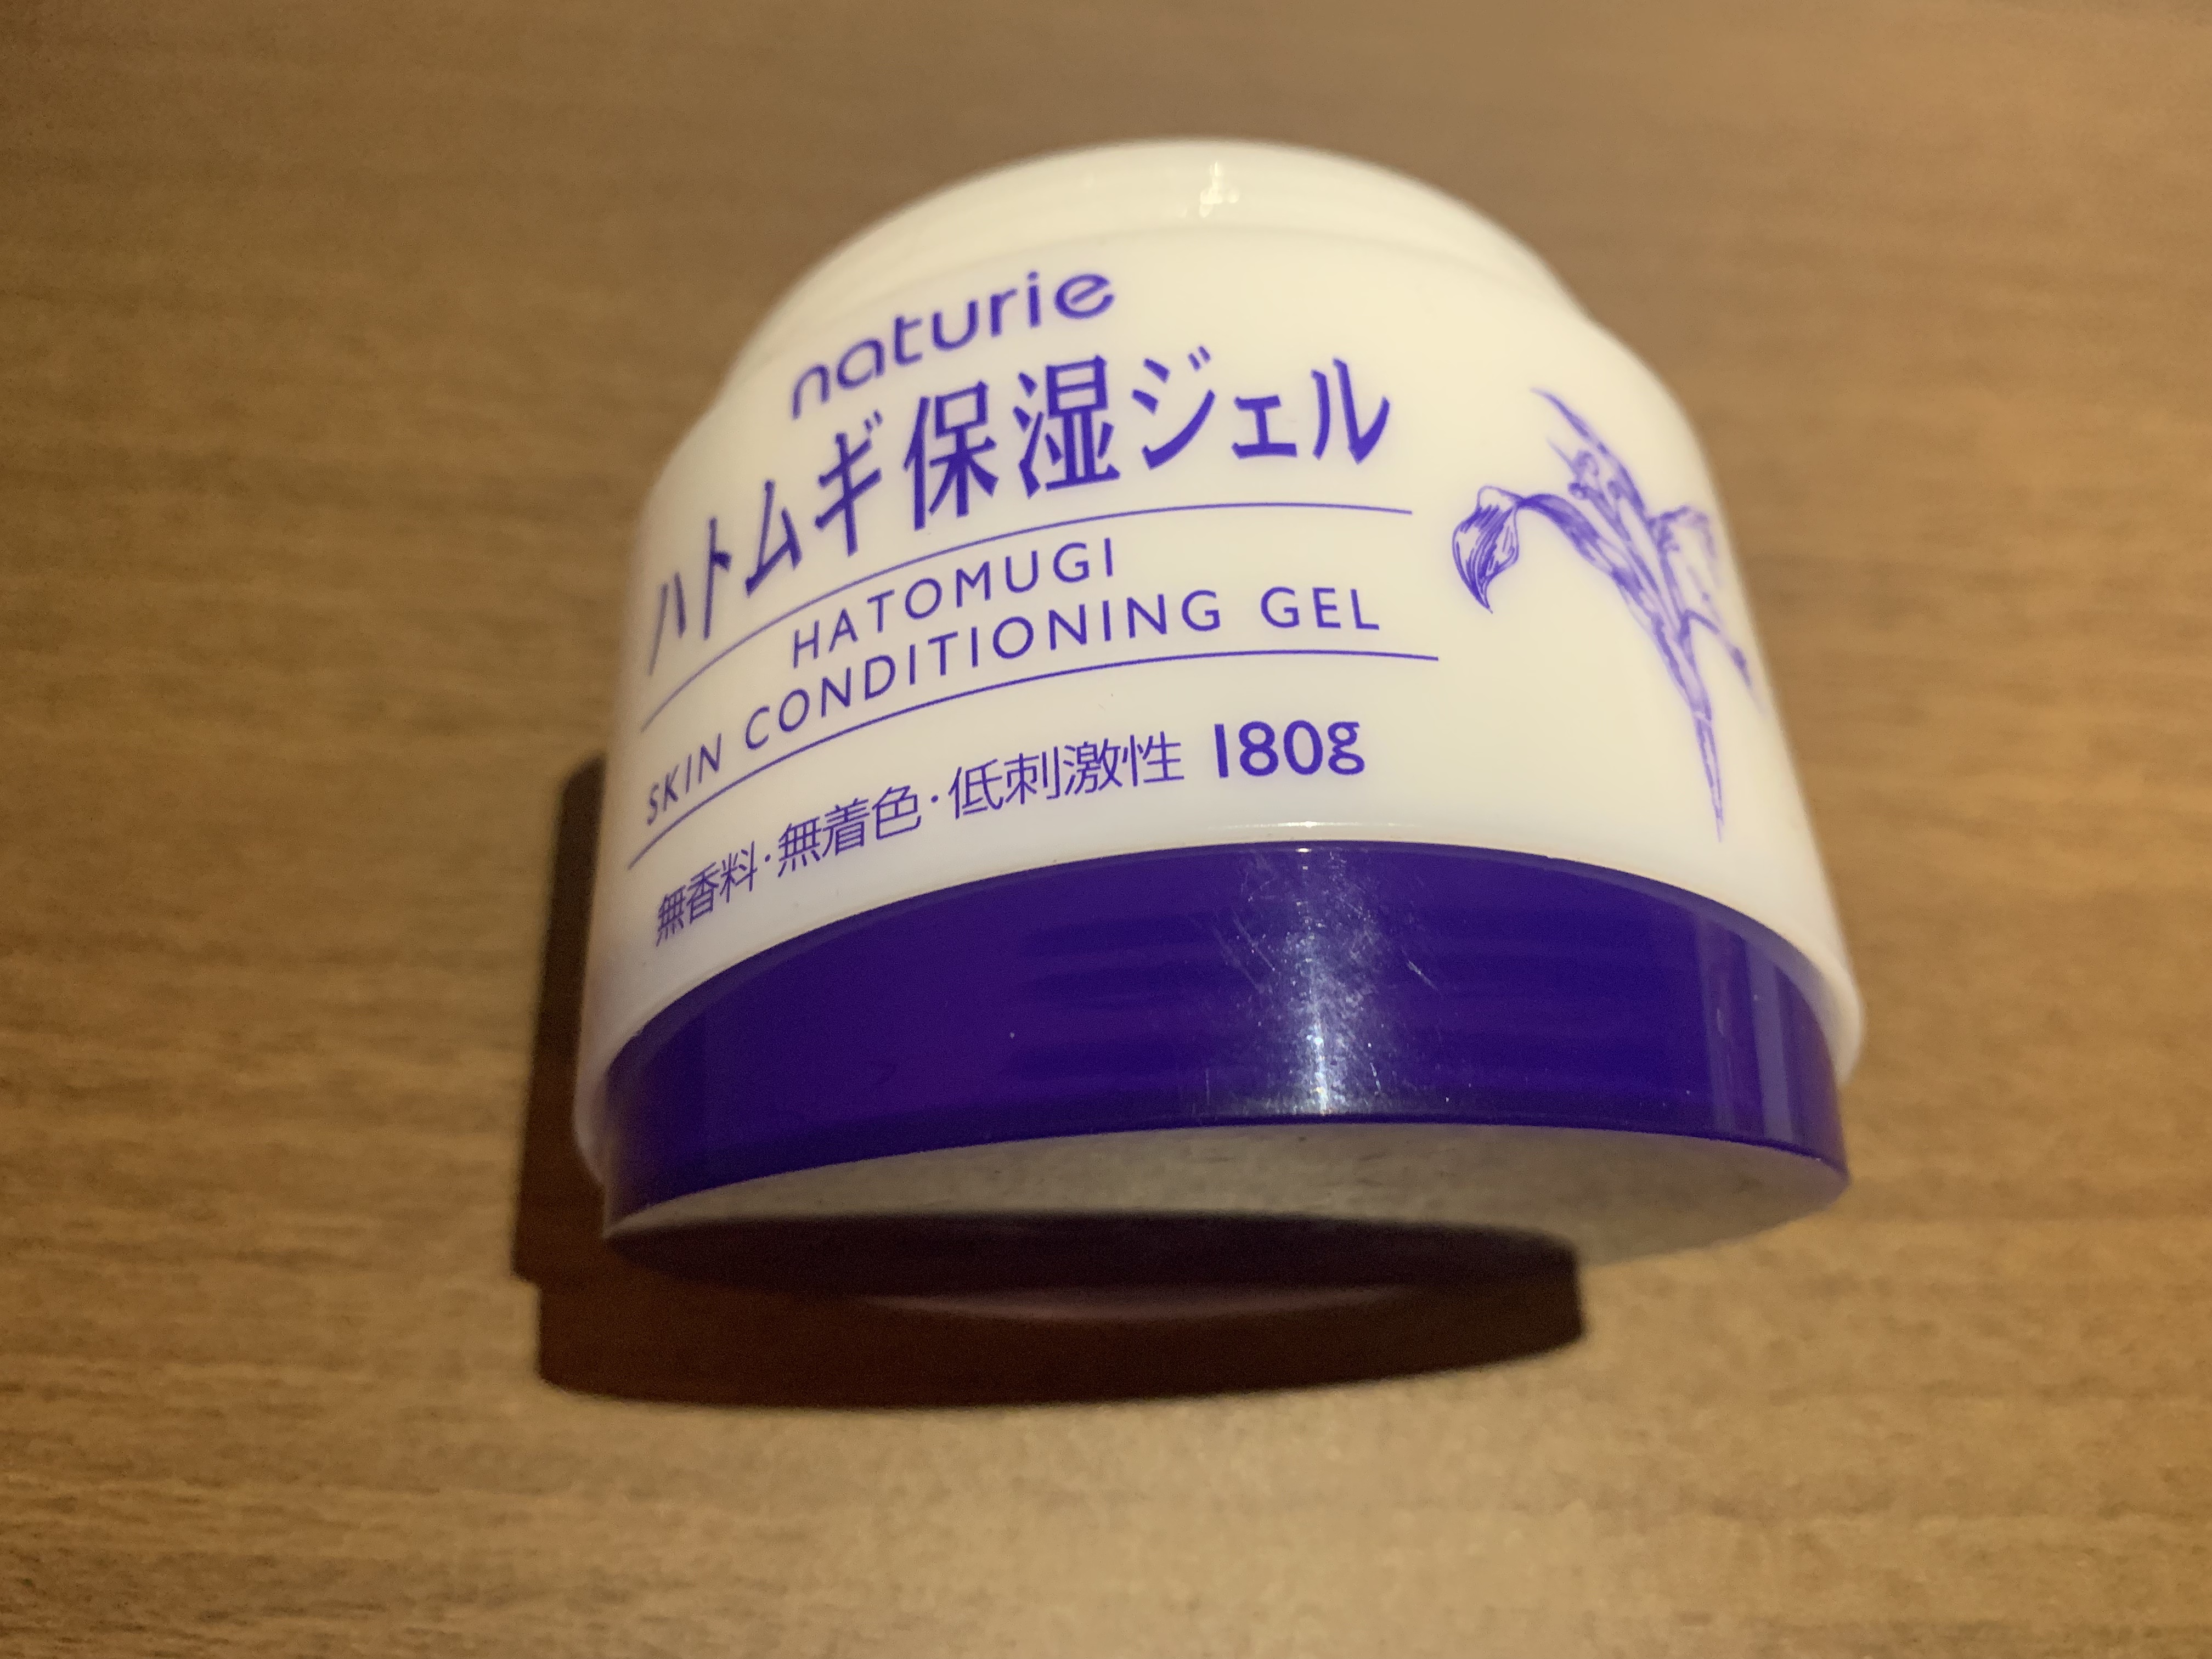 naturie
ハトムギ保湿ジェル
HATOMUGI
SKIN CONDITIONING GEL
無香料・無着色・低刺激性 180g